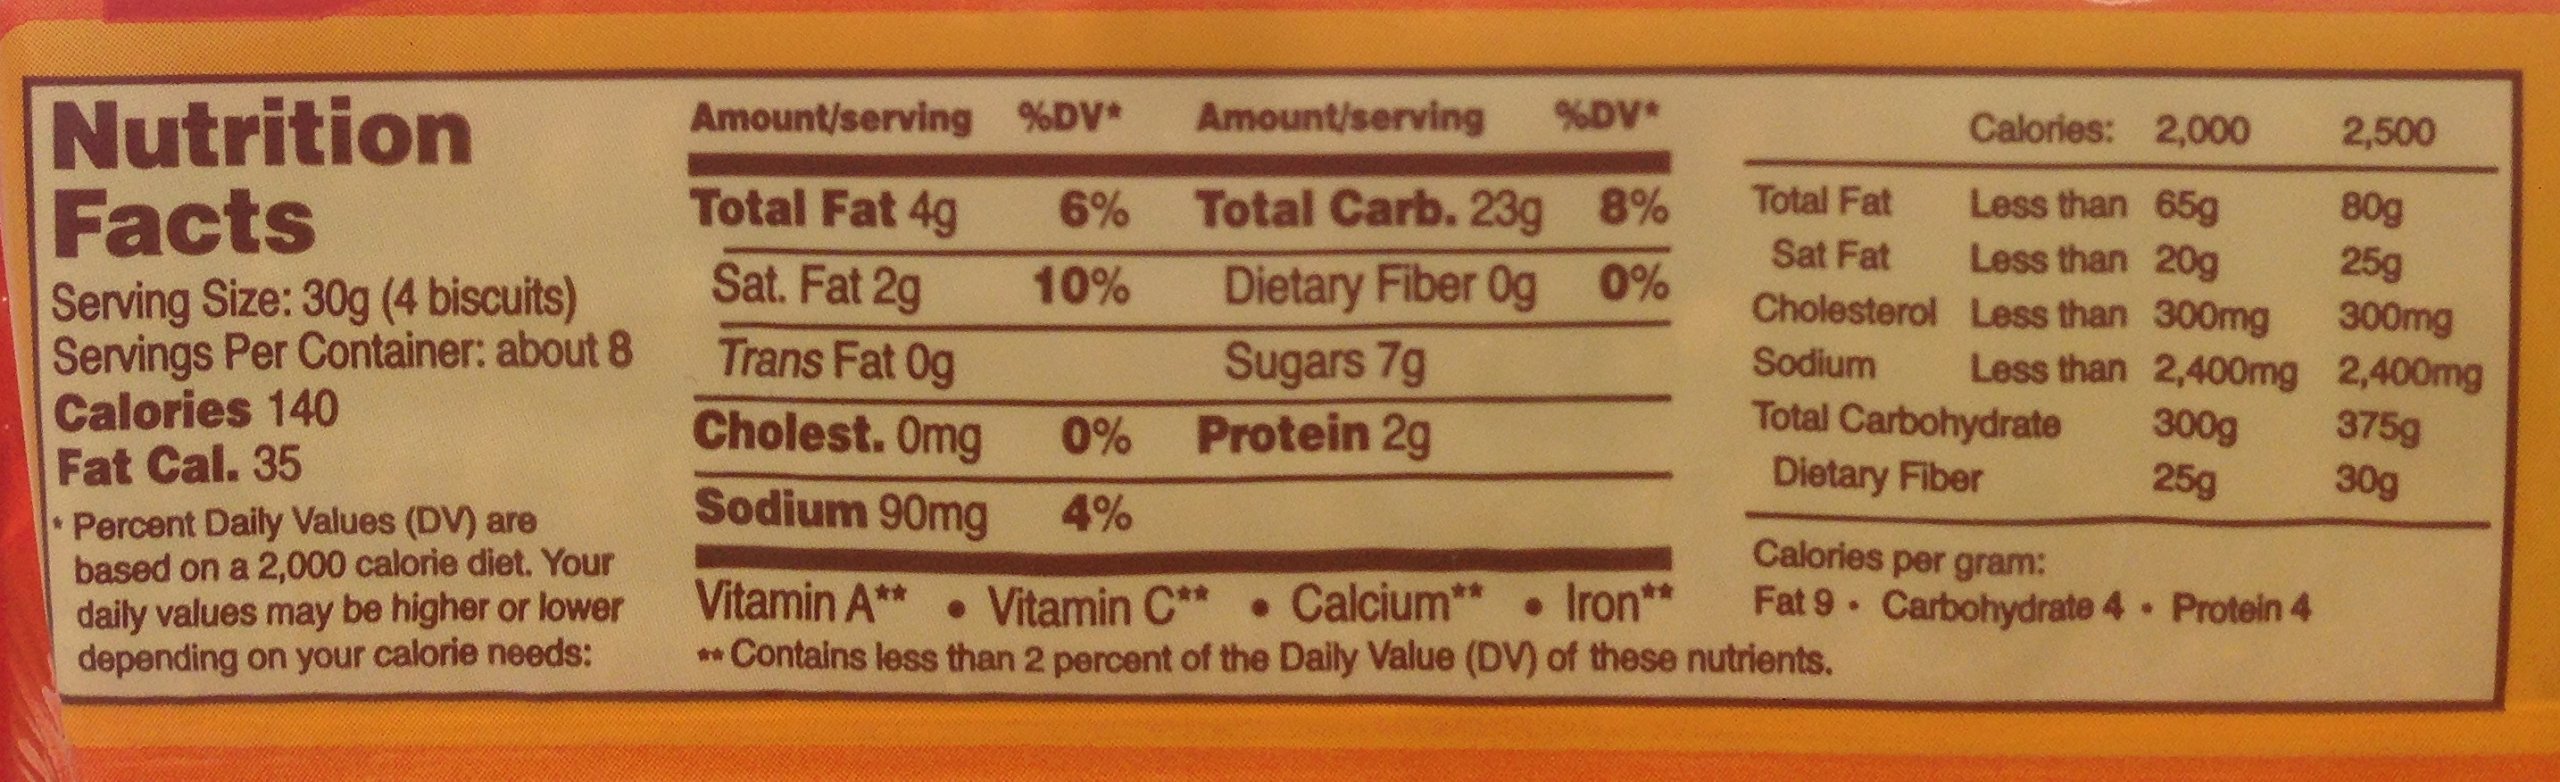 Nutrition
Facts
Serving Size: 30g (4 biscuits)
Servings Per Container: about 8
Calories 140
Fat Cal. 35
* Percent Daily Values (DV) are
based on a 2,000 calorie diet. Your
daily values may be higher or lower
depending on your calorie needs:
Amount/serving %DV* Amount/serving %DV*
Total Fat 4g 6% Total Carb. 23g 8%
Sat. Fat 2g 10% Dietary Fiber 0g 0%
Trans Fat 0g Sugars 7g
Cholest. 0mg 0% Protein 2g
Sodium 90mg 4%
Vitamin A** • Vitamin C** • Calcium** • Iron**
** Contains less than 2 percent of the Daily Value (DV) of these nutrients.
Calories: 2,000 2,500
Total Fat Less than 65g 80g
Sat Fat Less than 20g 25g
Cholesterol Less than 300mg 300mg
Sodium Less than 2,400mg 2,400mg
Total Carbohydrate 300g 375g
Dietary Fiber 25g 30g
Calories per gram:
Fat 9 • Carbohydrate 4 • Protein 4